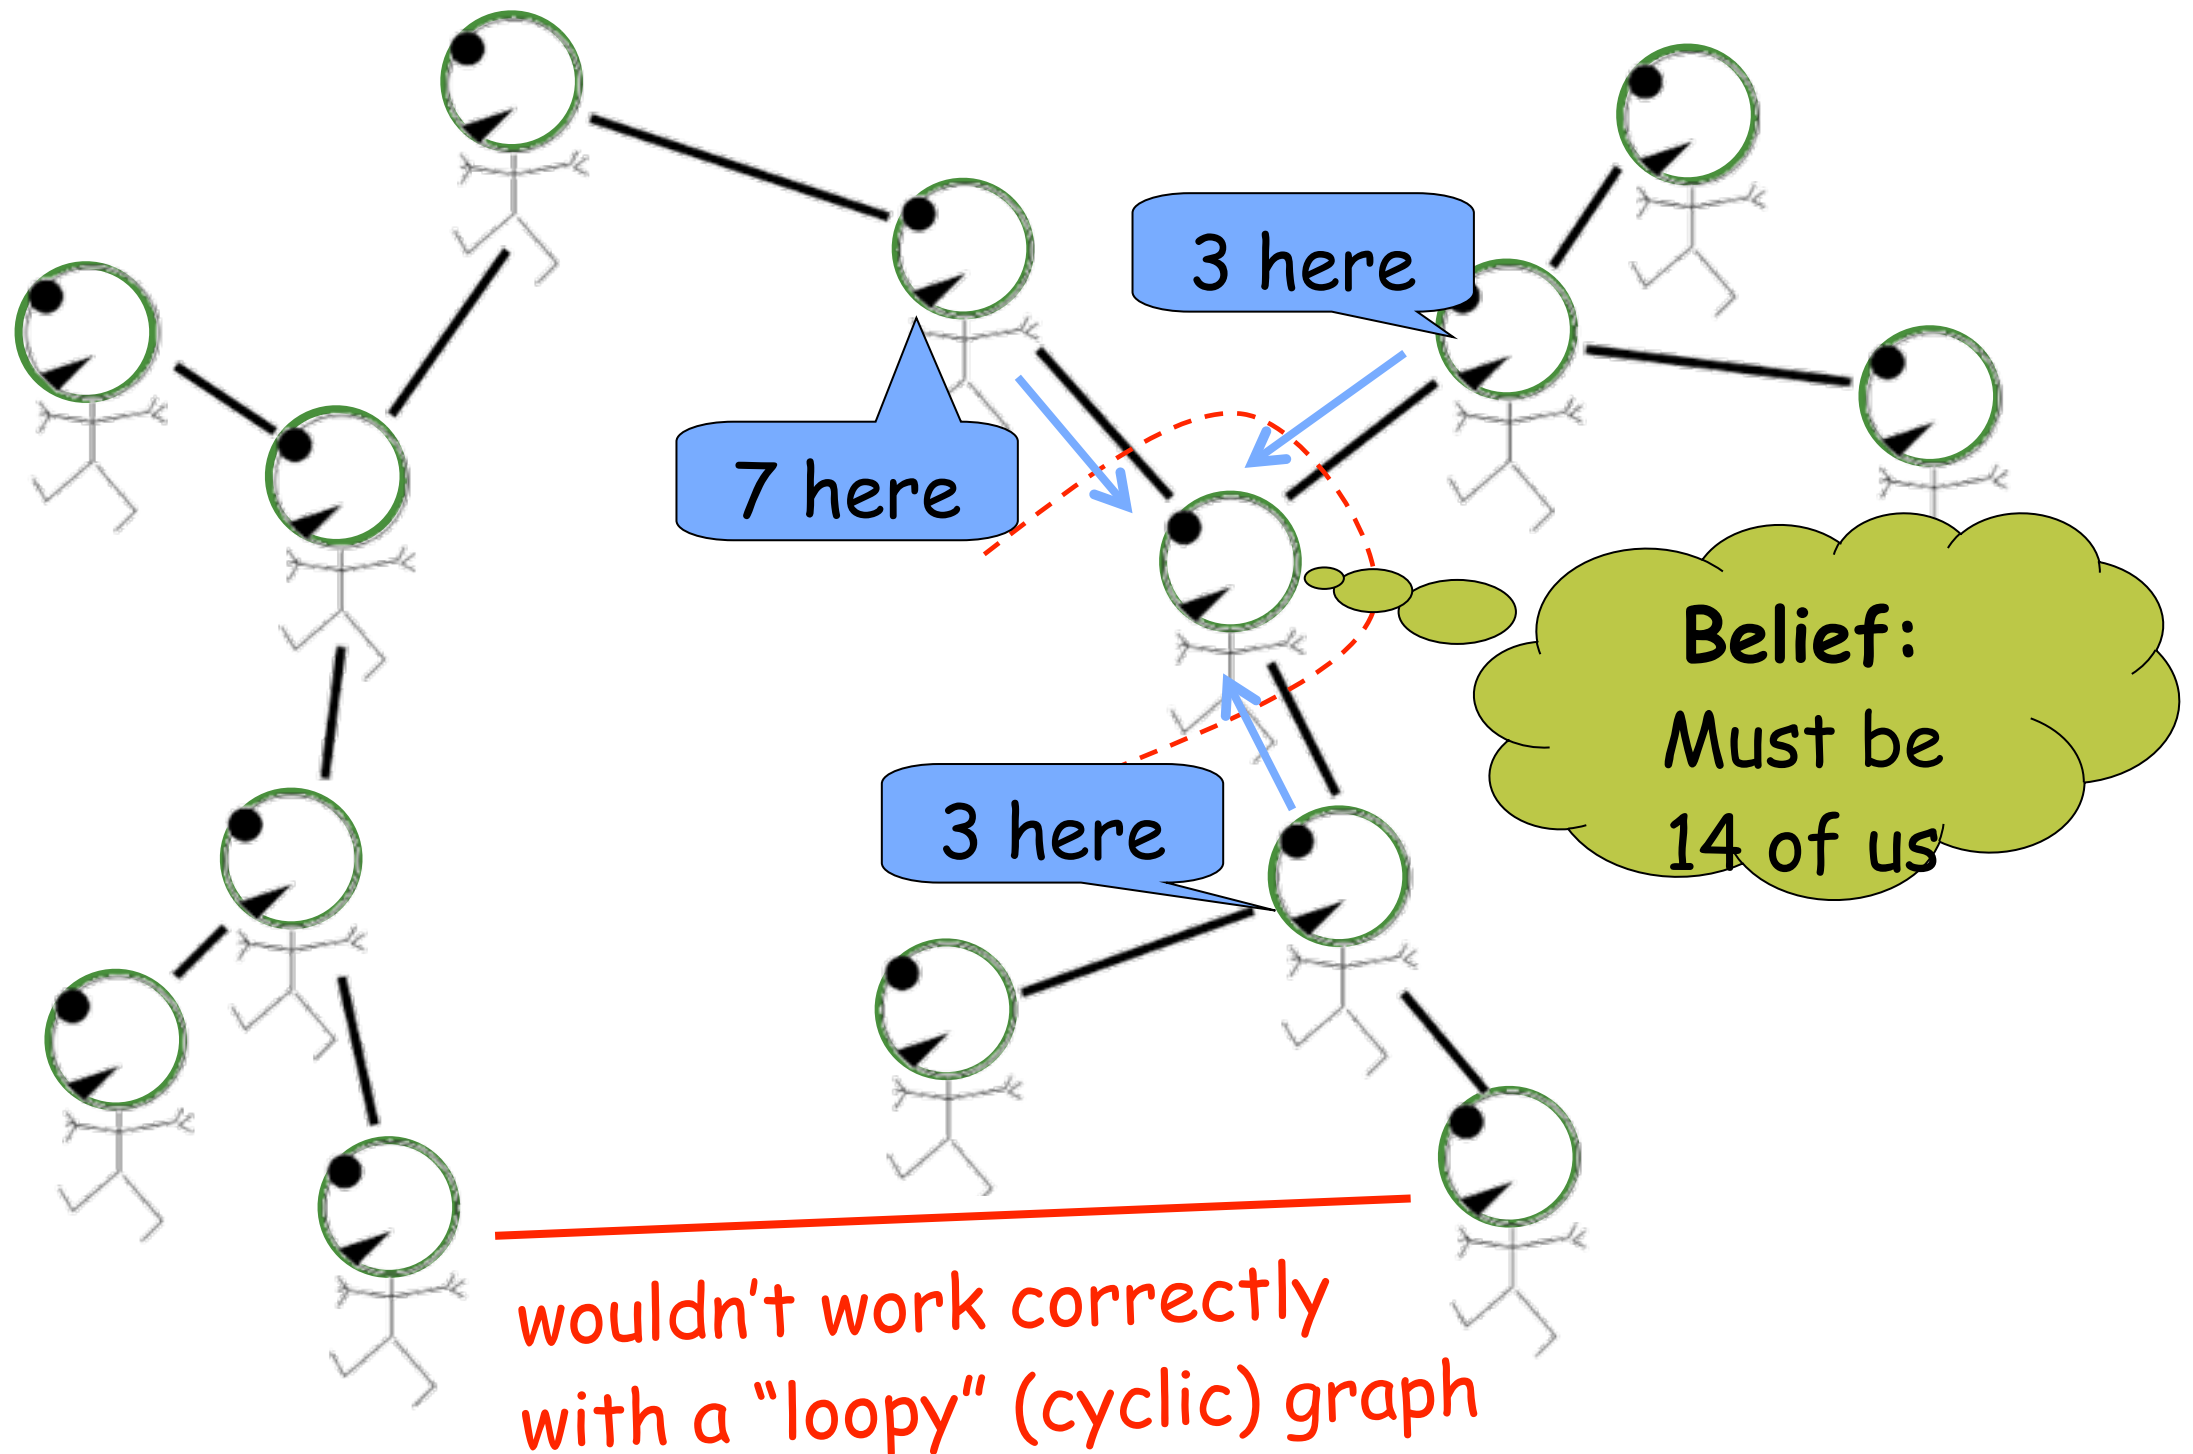 3 here
7 here
Belief:
Must be
14 of us
3 here
wouldn't work correctly
with a “loopy” (cyclic) graph